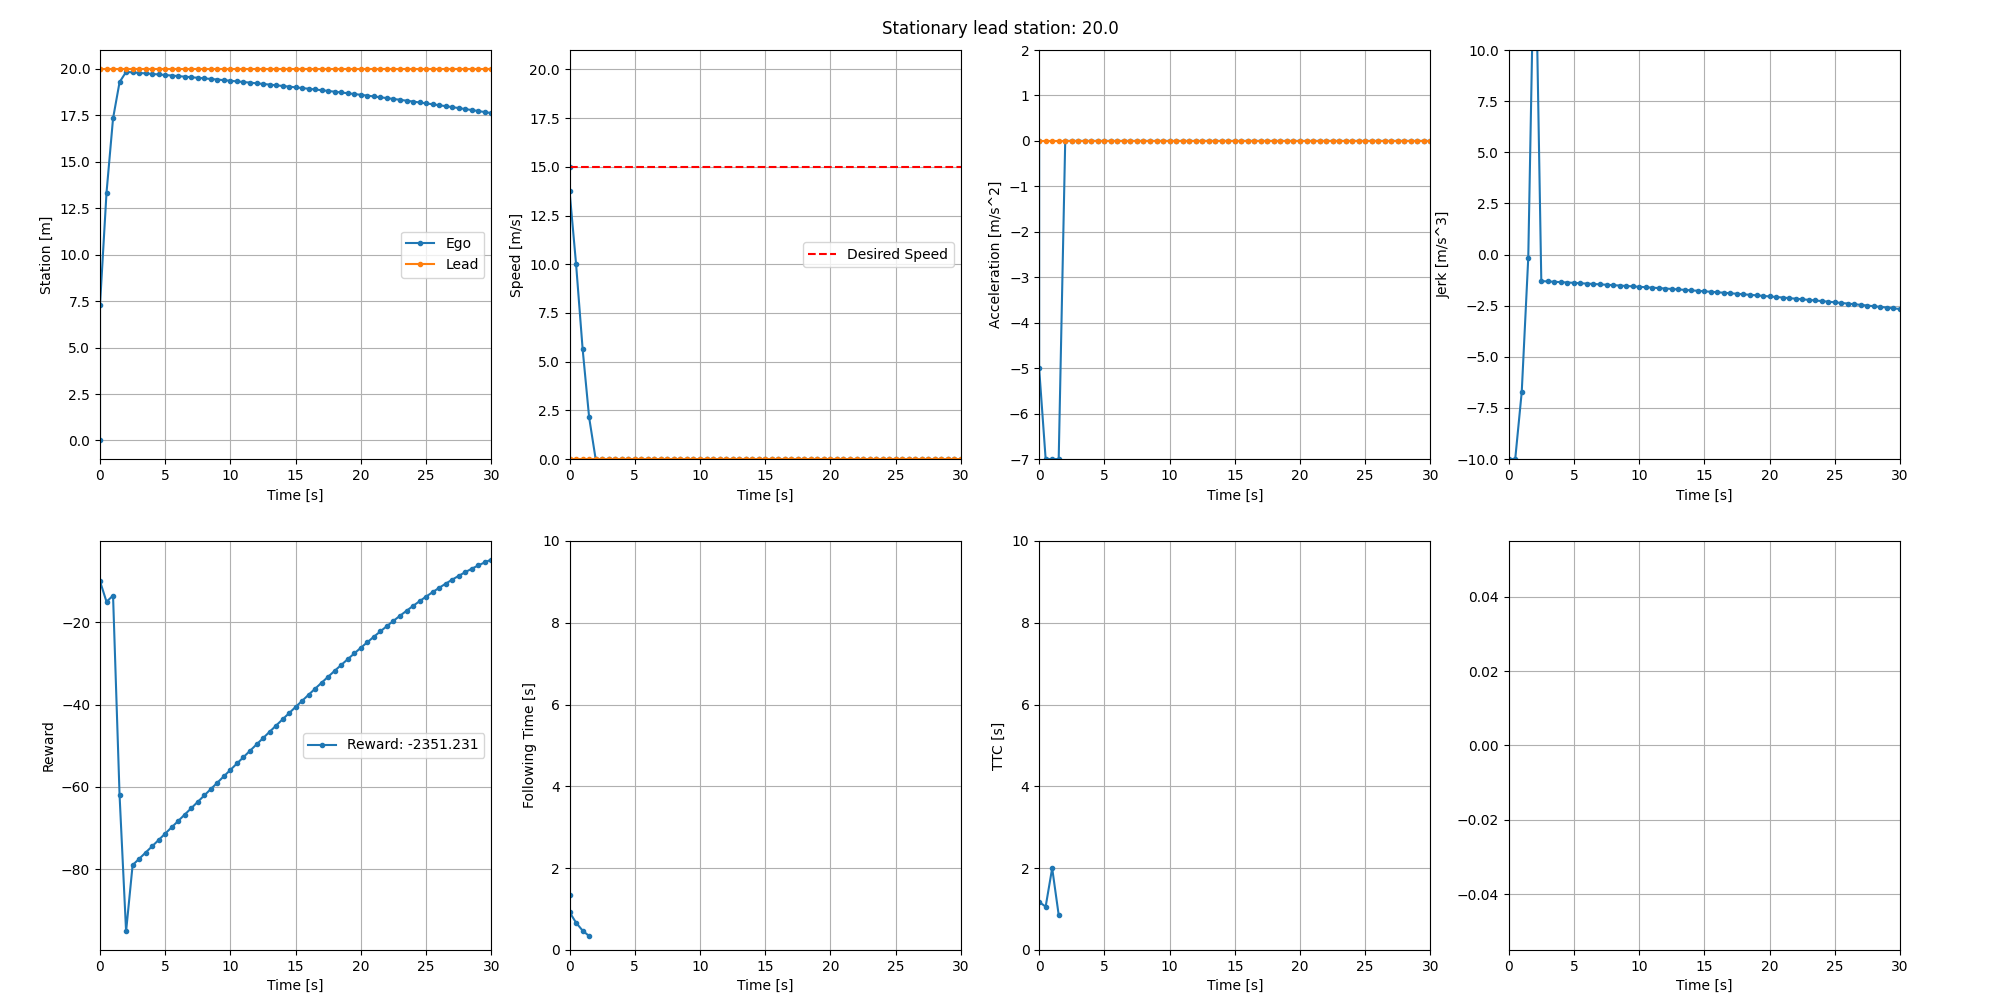 Stationary lead station: 20.0
20.0
17.5
15.0
12.5
10.0
7.5
5.0
2.5
0.0
Station [m]
Ego
Lead
0 5 10 15 20 25 30
Time [s]
20.0
17.5
15.0
12.5
10.0
7.5
5.0
2.5
0.0
Speed [m/s]
Desired Speed
0 5 10 15 20 25 30
Time [s]
2
1
0
−1
−2
−3
−4
−5
−6
−7
Acceleration [m/s^2]
0 5 10 15 20 25 30
Time [s]
10.0
7.5
5.0
2.5
0.0
−2.5
−5.0
−7.5
−10.0
Jerk [m/s^3]
0 5 10 15 20 25 30
Time [s]
−20
−40
−60
−80
Reward
Reward: -2351.231
0 5 10 15 20 25 30
Time [s]
10
8
6
4
2
0
Following Time [s]
0 5 10 15 20 25 30
Time [s]
10
8
6
4
2
0
TTC [s]
0 5 10 15 20 25 30
Time [s]
0.04
0.02
0.00
−0.02
−0.04
0 5 10 15 20 25 30
Time [s]